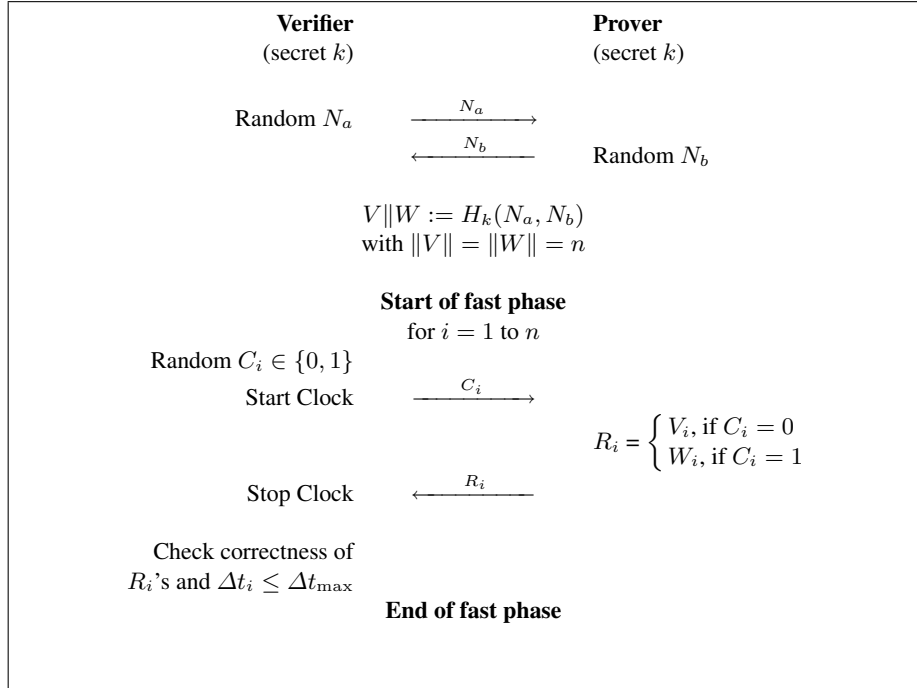 Verifier Prover
(secret k) (secret k)
Random N_a N_a
N_b Random N_b
V‖W := H_k(N_a, N_b)
with ‖V‖ = ‖W‖ = n
Start of fast phase
for i = 1 to n
Random C_i ∈ {0, 1}
Start Clock C_i
R_i = { V_i, if C_i = 0
W_i, if C_i = 1
Stop Clock R_i
Check correctness of
R_i's and Δt_i ≤ Δt_max
End of fast phase